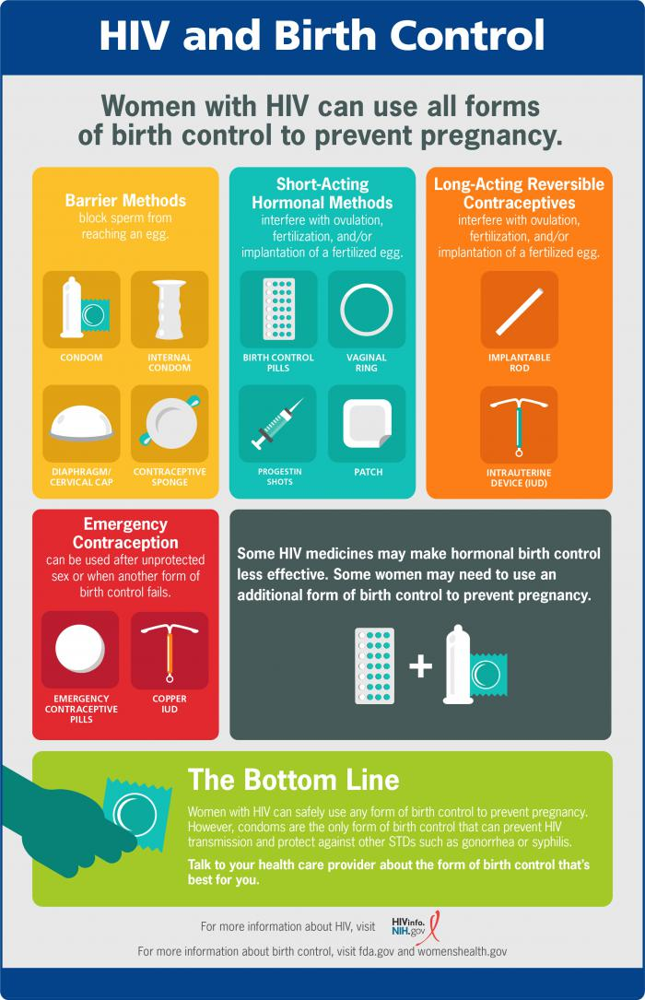 HIV and Birth Control
Women with HIV can use all forms
of birth control to prevent pregnancy.
Barrier Methods
block sperm from
reaching an egg.
CONDOM
INTERNAL
CONDOM
DIAPHRAGM/
CERVICAL CAP
CONTRACEPTIVE
SPONGE
Short-Acting
Hormonal Methods
interfere with ovulation,
fertilization, and/or
implantation of a fertilized egg.
BIRTH CONTROL
PILLS
VAGINAL
RING
PROGESTIN
SHOTS
PATCH
Long-Acting Reversible
Contraceptives
interfere with ovulation,
fertilization, and/or
implantation of a fertilized egg.
IMPLANTABLE
ROD
INTRAUTERINE
DEVICE (IUD)
Emergency
Contraception
can be used after unprotected
sex or when another form of
birth control fails.
EMERGENCY
CONTRACEPTIVE
PILLS
COPPER
IUD
Some HIV medicines may make hormonal birth control
less effective. Some women may need to use an
additional form of birth control to prevent pregnancy.
+
The Bottom Line
Women with HIV can safely use any form of birth control to prevent pregnancy.
However, condoms are the only form of birth control that can prevent HIV
transmission and protect against other STDs such as gonorrhea or syphilis.
Talk to your health care provider about the form of birth control that's
best for you.
For more information about HIV, visit
HIVinfo.
NIH.gov
For more information about birth control, visit fda.gov and womenshealth.gov